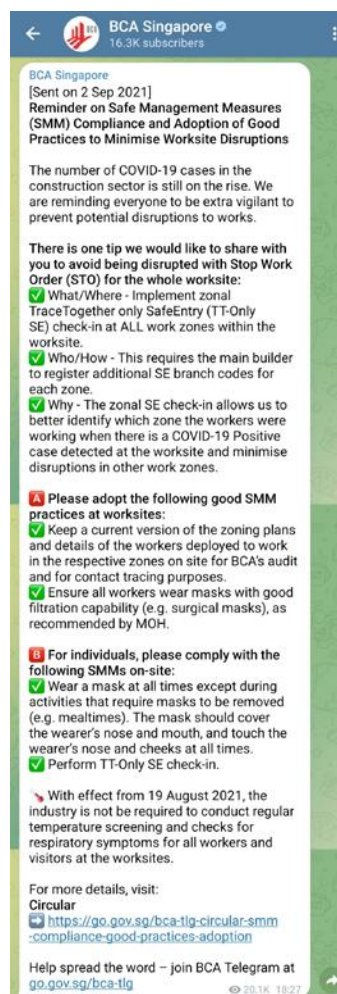 BCA Singapore
16.3K subscribers
BCA Singapore
[Sent on 2 Sep 2021]
Reminder on Safe Management Measures
(SMM) Compliance and Adoption of Good
Practices to Minimise Worksite Disruptions
The number of COVID-19 cases in the
construction sector is still on the rise. We
are reminding everyone to be extra vigilant to
prevent potential disruptions to works.
There is one tip we would like to share with
you to avoid being disrupted with Stop Work
Order (STO) for the whole worksite:
✅ What/Where - Implement zonal
TraceTogether only SafeEntry (TT-Only
SE) check-in at ALL work zones within the
worksite.
✅ Who/How - This requires the main builder
to register additional SE branch codes for
each zone.
✅ Why - The zonal SE check-in allows us to
better identify which zone the workers were
working when there is a COVID-19 Positive
case detected at the worksite and minimise
disruptions in other work zones.
🅰 Please adopt the following good SMM
practices at worksites:
✅ Keep a current version of the zoning plans
and details of the workers deployed to work
in the respective zones on site for BCA's audit
and for contact tracing purposes.
✅ Ensure all workers wear masks with good
filtration capability (e.g. surgical masks), as
recommended by MOH.
🅱 For individuals, please comply with the
following SMMs on-site:
✅ Wear a mask at all times except during
activities that require masks to be removed
(e.g. mealtimes). The mask should cover
the wearer's nose and mouth, and touch the
wearer's nose and cheeks at all times.
✅ Perform TT-Only SE check-in.
With effect from 19 August 2021, the
industry is not be required to conduct regular
temperature screening and checks for
respiratory symptoms for all workers and
visitors at the worksites.
For more details, visit:
Circular
➡ https://go.gov.sg/bca-tlg-circular-smm
-compliance-good-practices-adoption
Help spread the word – join BCA Telegram at
go.gov.sg/bca-tlg
20.1K 18:27